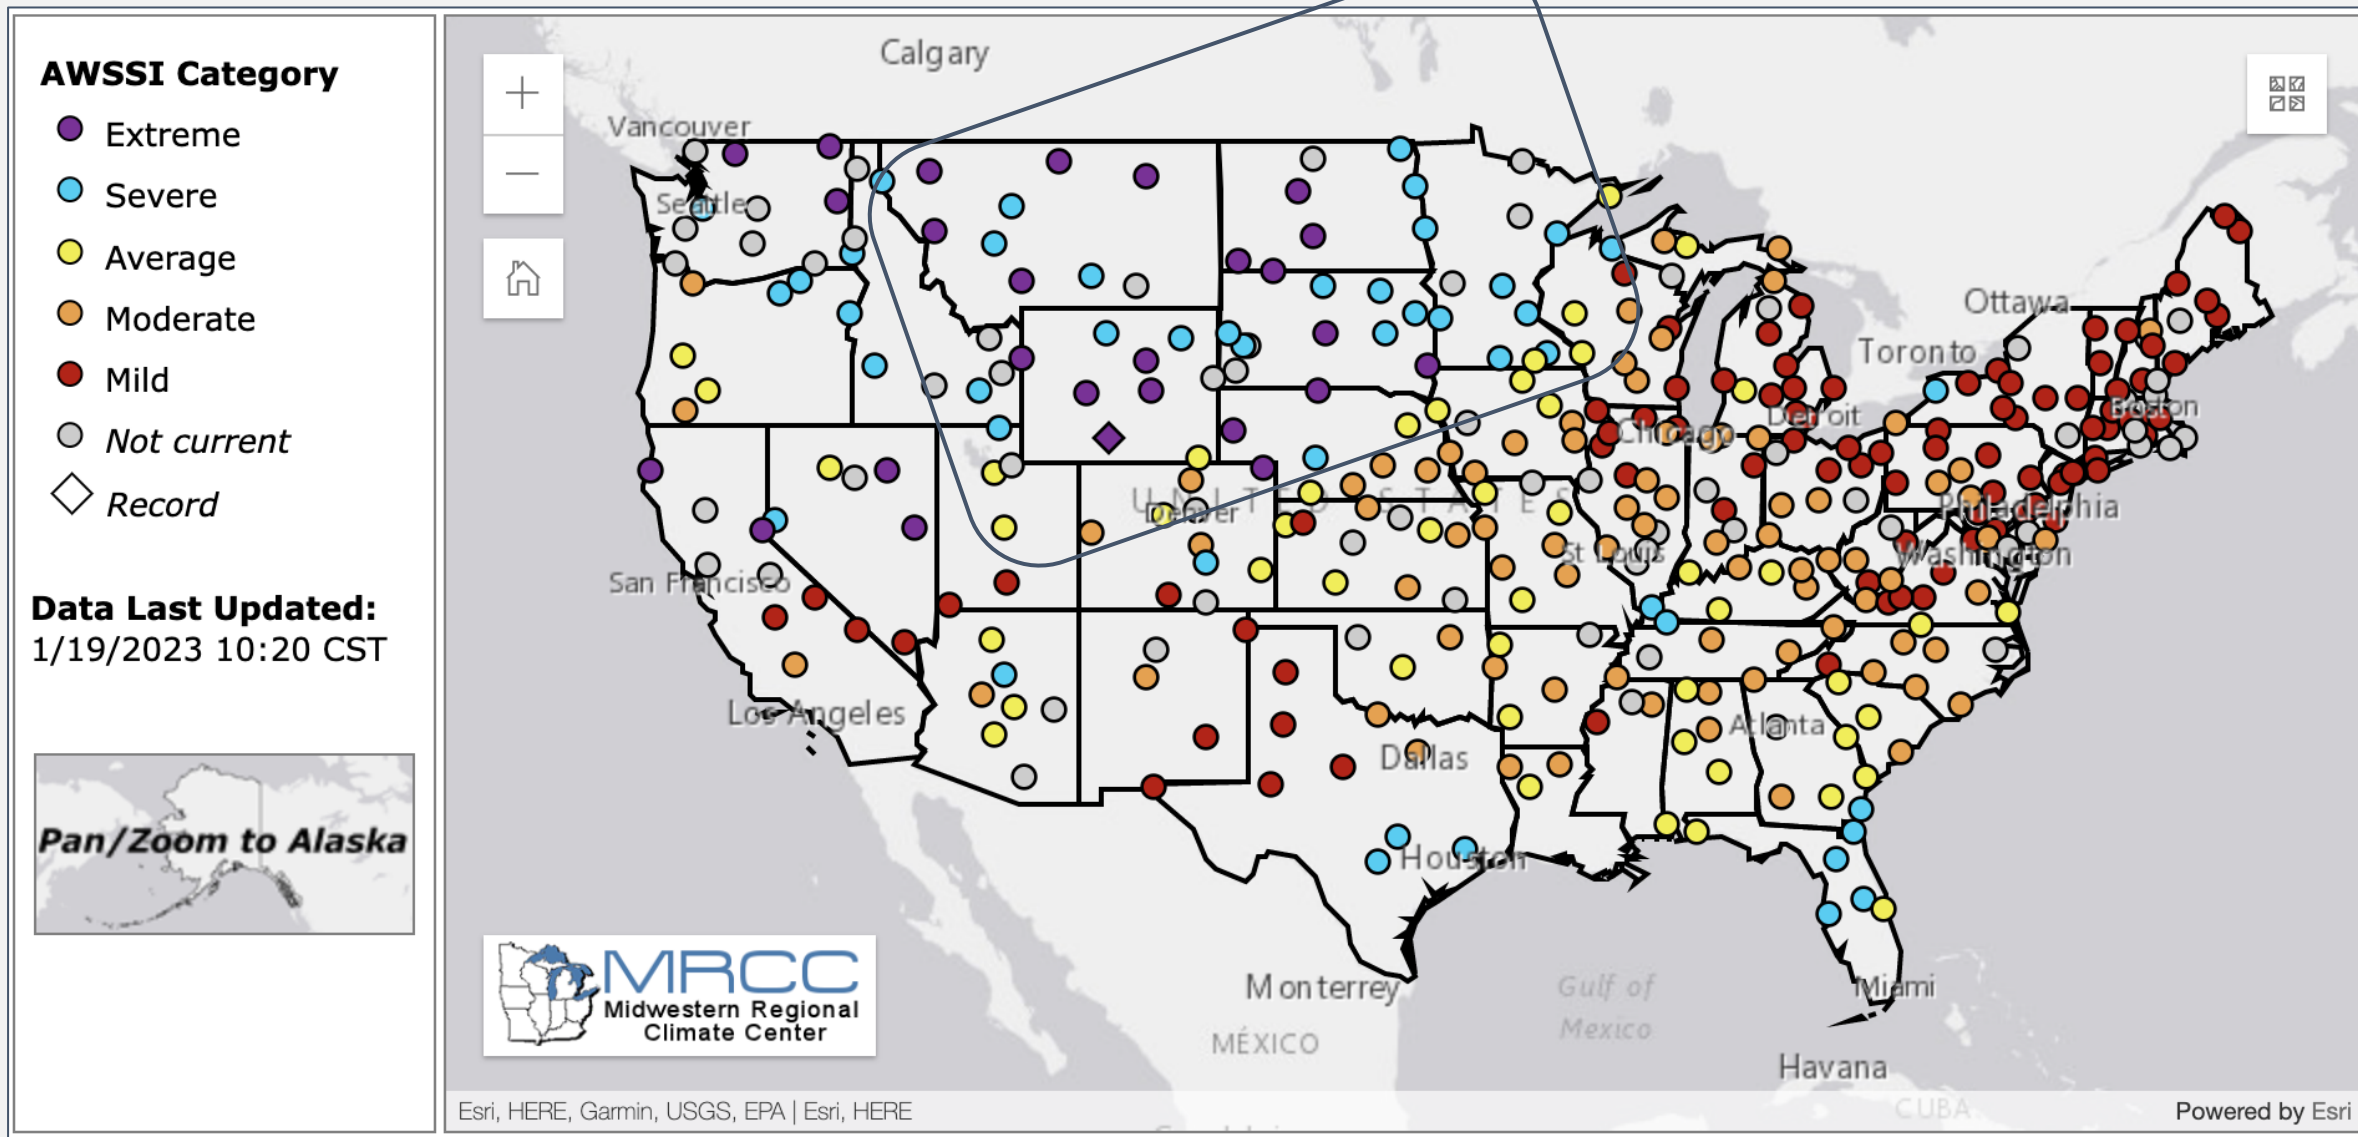 AWSSI Category
Extreme
Severe
Average
Moderate
Mild
Not current
Record
Data Last Updated:
1/19/2023 10:20 CST
Pan/Zoom to Alaska
Calgary
Vancouver
Seattle
Ottawa
Toronto
Boston
Detroit
Chicago
UNITED STATES
Denver
Philadelphia
St Louis
Washington
San Francisco
Los Angeles
Atlanta
Dallas
Houston
Monterrey
Gulf of
Mexico
Miami
MÉXICO
Havana
CUBA
MRCC
Midwestern Regional
Climate Center
Esri, HERE, Garmin, USGS, EPA | Esri, HERE
Powered by Esri